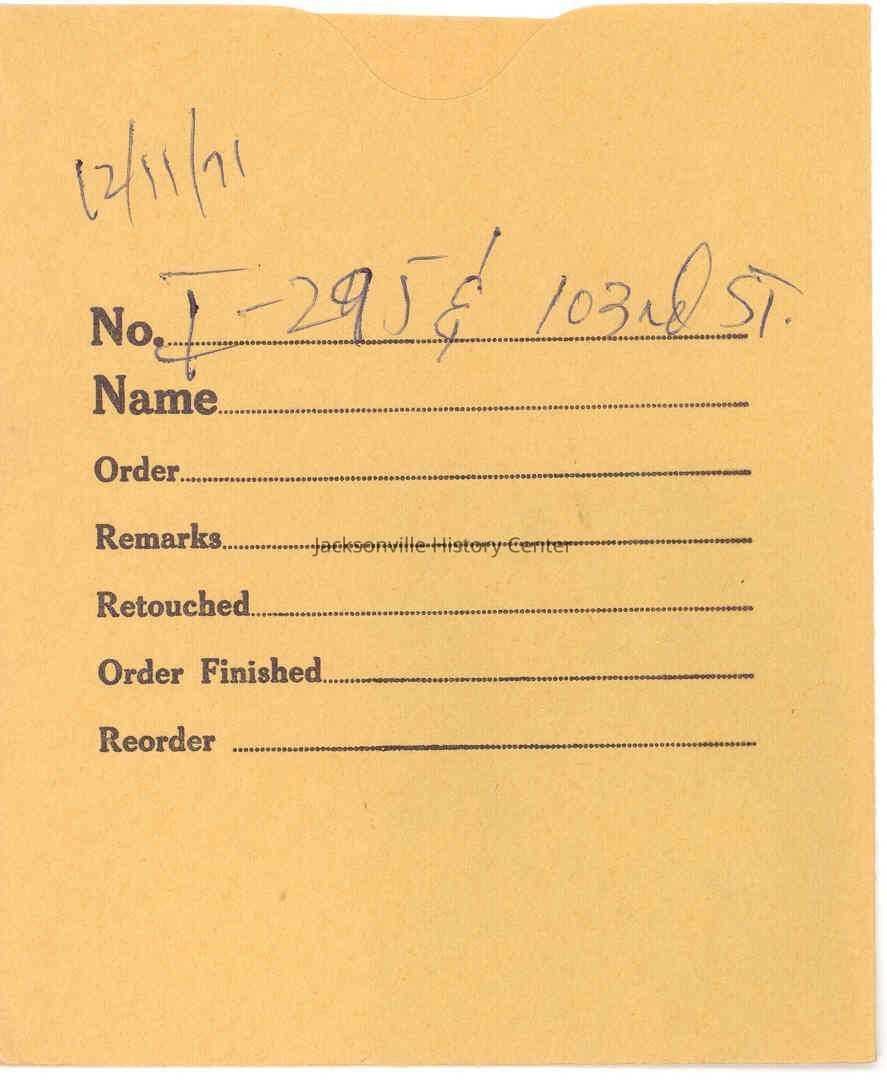 12/11/71
No. I-295 & 103rd ST.
Name
Order
Remarks
Jacksonville History Center
Retouched
Order Finished
Reorder